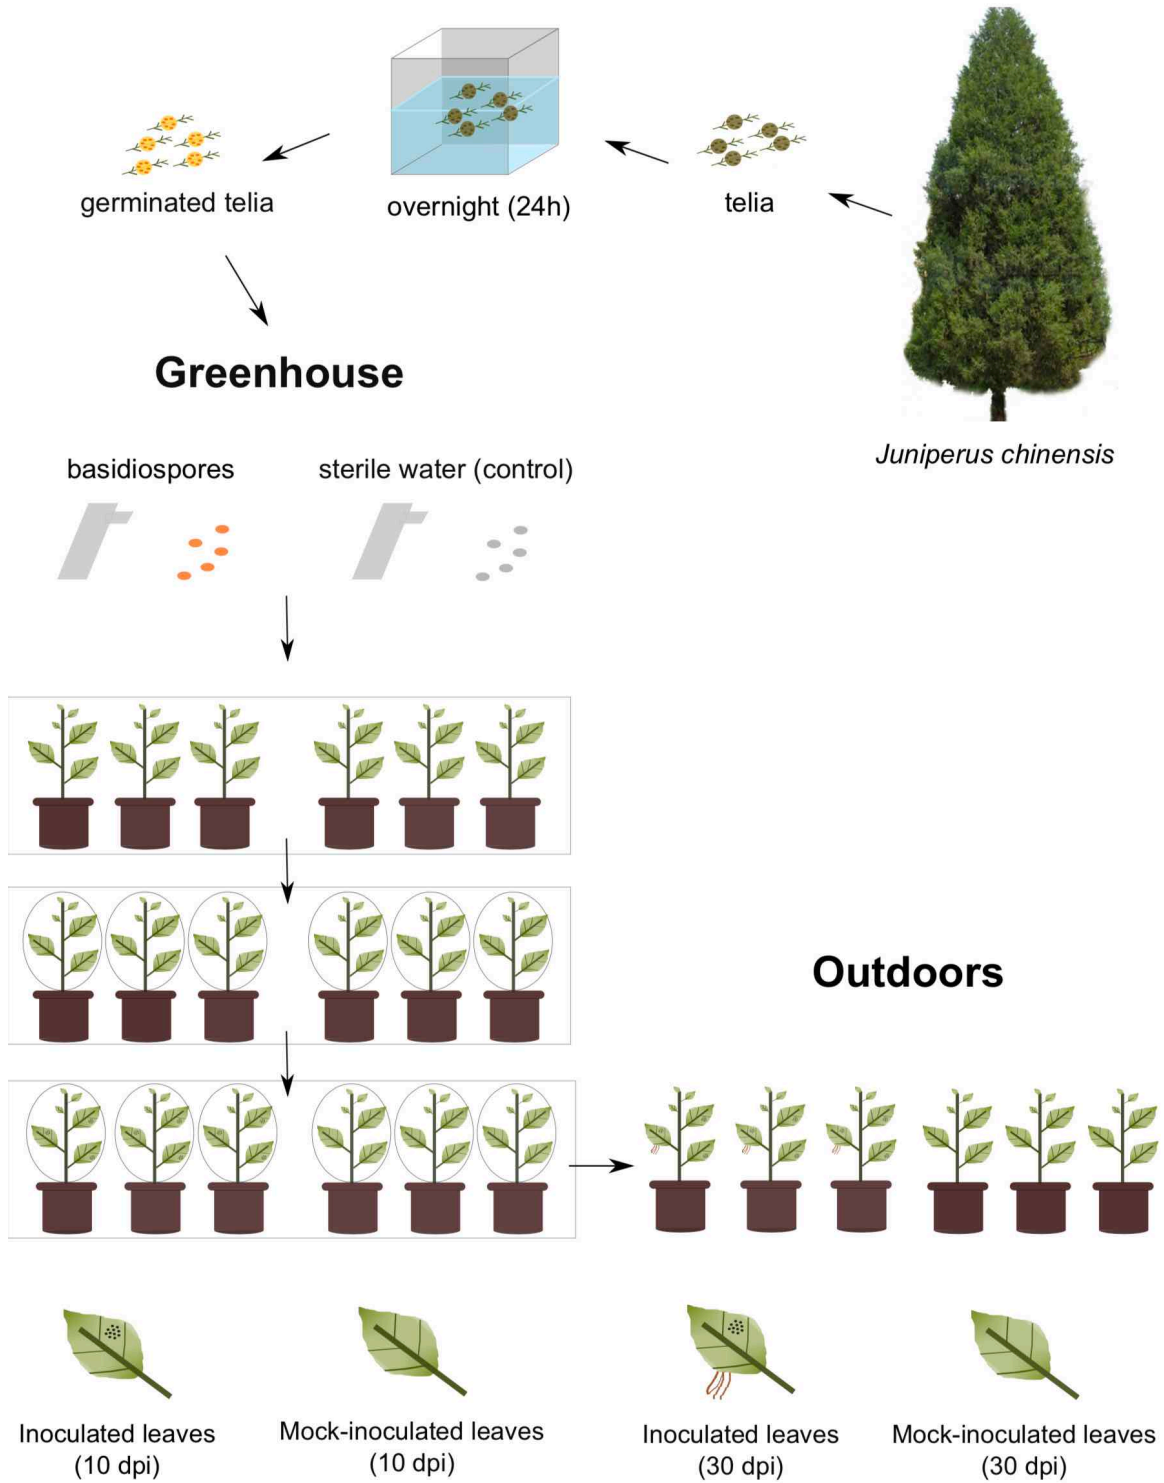 germinated telia
overnight (24h)
telia
Greenhouse
Juniperus chinensis
basidiospores
sterile water (control)
Outdoors
Inoculated leaves
(10 dpi)
Mock-inoculated leaves
(10 dpi)
Inoculated leaves
(30 dpi)
Mock-inoculated leaves
(30 dpi)